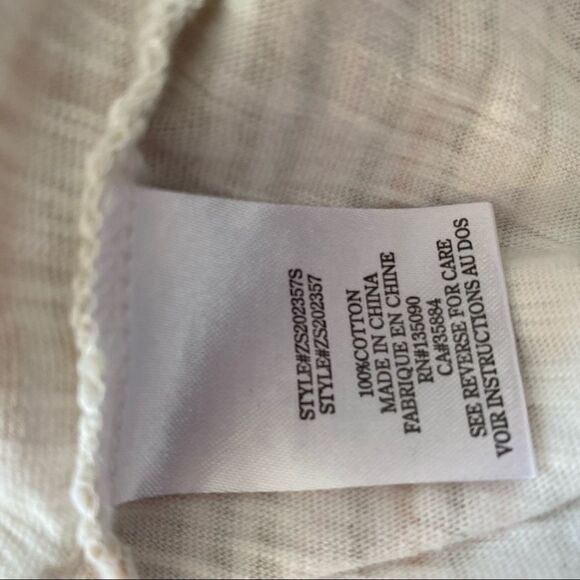 STYLE#ZS202357S
STYLE#ZS202357
100%COTTON
MADE IN CHINA
FABRIQUE EN CHINE
RN#135090
CA#35884
SEE REVERSE FOR CARE
VOIR INSTRUCTIONS AU DOS